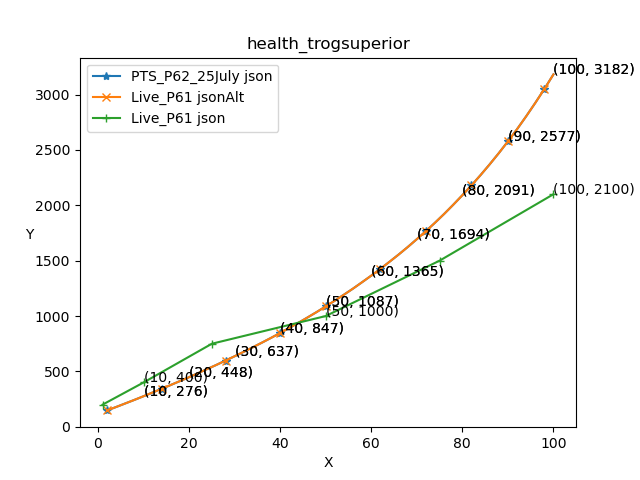 health_trogsuperior
PTS_P62_25July json
Live_P61 jsonAlt
Live_P61 json
(100, 3182)
(90, 2577)
(80, 2091)
(100, 2100)
(70, 1694)
(60, 1365)
(50, 1087)
(50, 1000)
(40, 847)
(30, 637)
(20, 448)
(10, 400)
(10, 276)
Y
3000
2500
2000
1500
1000
500
0
0 20 40 60 80 100
X